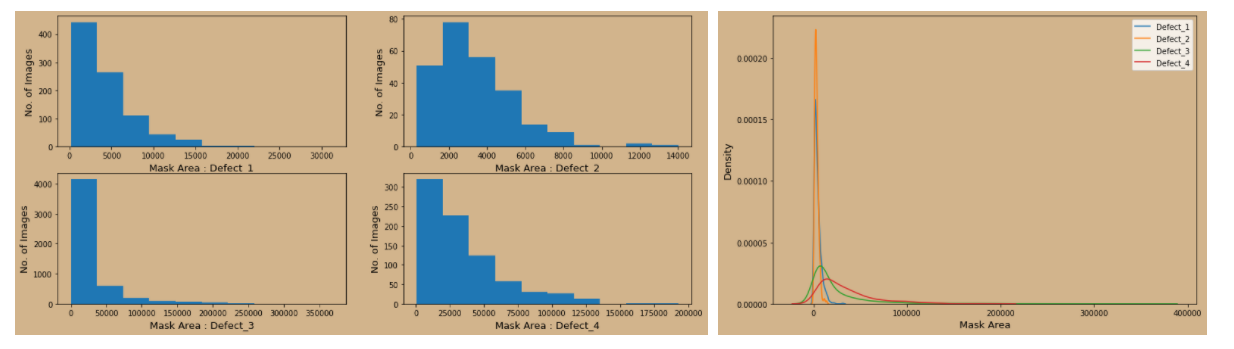 400
300
200
100
0
No. of Images
0 5000 10000 15000 20000 25000 30000
Mask Area : Defect_1
80
60
40
20
0
No. of Images
0 2000 4000 6000 8000 10000 12000 14000
Mask Area : Defect_2
4000
3000
2000
1000
0
No. of Images
0 50000 100000 150000 200000 250000 300000 350000
Mask Area : Defect_3
300
250
200
150
100
50
0
No. of Images
0 25000 50000 75000 100000 125000 150000 175000 200000
Mask Area : Defect_4
Defect_1
Defect_2
Defect_3
Defect_4
0.00020
0.00015
0.00010
0.00005
0.00000
Density
0 100000 200000 300000 400000
Mask Area